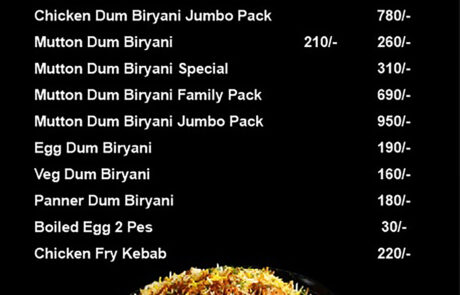 Chicken Dum Biryani Jumbo Pack 780/-
Mutton Dum Biryani 210/- 260/-
Mutton Dum Biryani Special 310/-
Mutton Dum Biryani Family Pack 690/-
Mutton Dum Biryani Jumbo Pack 950/-
Egg Dum Biryani 190/-
Veg Dum Biryani 160/-
Panner Dum Biryani 180/-
Boiled Egg 2 Pes 30/-
Chicken Fry Kebab 220/-